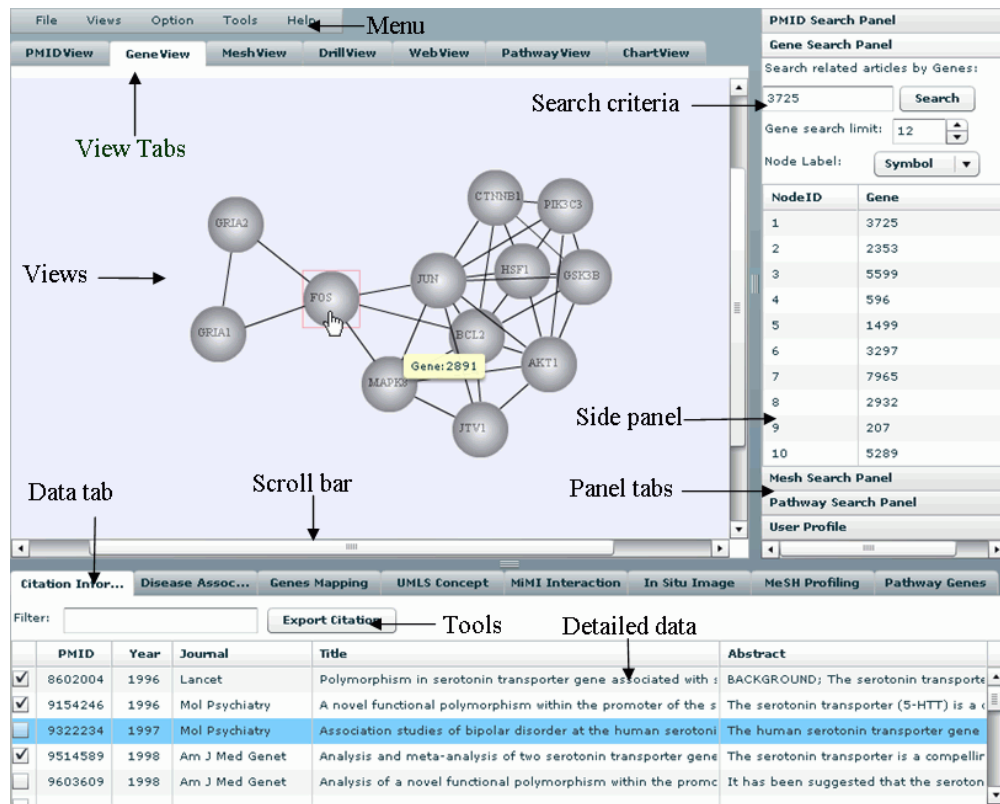 File Views Option Tools Help
Menu
PMIDView GeneView MeshView DrillView WebView PathwayView ChartView
View Tabs
Views
GRIA2
GRIA1
FOS
CTNNB1
PIK3C3
JUN
HSF1
GSK3B
BCL2
Gene:2891
AKT1
JTV1
Search criteria
Side panel
Panel tabs
Data tab
Scroll bar
PMID Search Panel
Gene Search Panel
Search related articles by Genes:
3725 Search
Gene search limit: 12
Node Label: Symbol
NodeID Gene
1 3725
2 2353
3 5599
4 596
5 1499
6 3297
7 7965
8 2932
9 207
10 5289
Mesh Search Panel
Pathway Search Panel
User Profile
Citation Infor... Disease Assoc... Genes Mapping UMLS Concept MiMI Interaction In Situ Image MeSH Profiling Pathway Genes
Filter: Export Citation
Tools
Detailed data
PMID Year Journal Title Abstract
8602004 1996 Lancet Polymorphism in serotonin transporter gene associated with BACKGROUND; The serotonin transporte
9154246 1996 Mol Psychiatry A novel functional polymorphism within the promoter of the s The serotonin transporter (5-HTT) is a
9322234 1997 Mol Psychiatry Association studies of bipolar disorder at the human serotoni The human serotonin transporter gene
9514589 1998 Am J Med Genet Analysis and meta-analysis of two serotonin transporter gene The serotonin transporter is a compellin
9603609 1998 Am J Med Genet Analysis of a novel functional polymorphism within the promo It has been suggested that the seroton